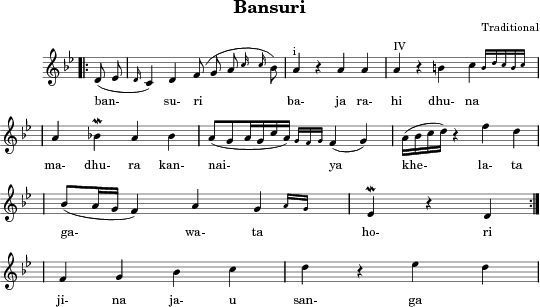 Bansuri
Traditional
i IV
ban- su- ri ba- ja ra- hi dhu- na
ma- dhu- ra kan- nai- ya khe- la- ta
ga- wa- ta ho- ri
ji- na ja- u san- ga